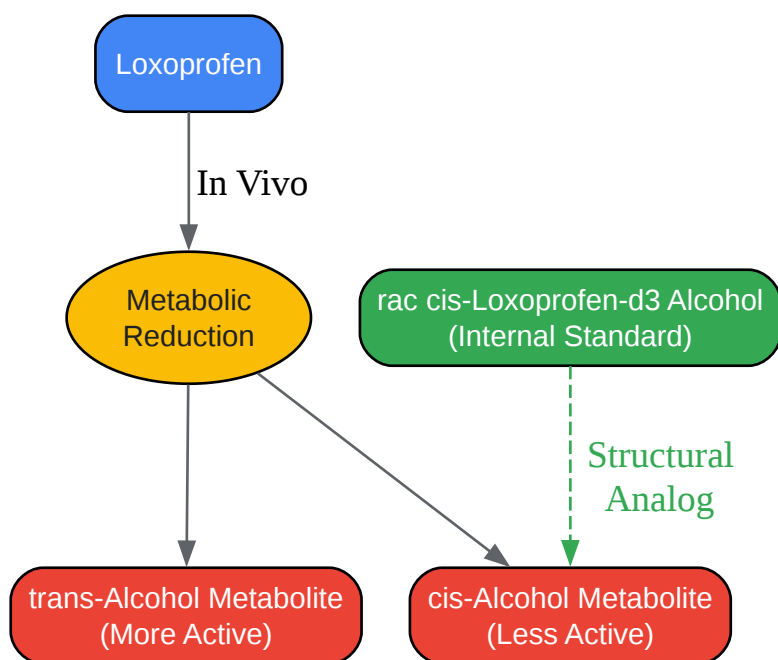 Loxoprofen
In Vivo
Metabolic
Reduction
rac cis-Loxoprofen-d3 Alcohol
(Internal Standard)
Structural
Analog
trans-Alcohol Metabolite
(More Active)
cis-Alcohol Metabolite
(Less Active)